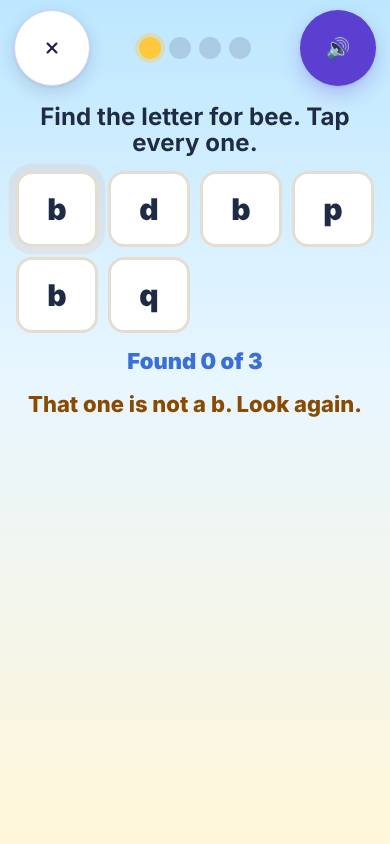 ×
Find the letter for bee. Tap
every one.
b d b p
b q
Found 0 of 3
That one is not a b. Look again.